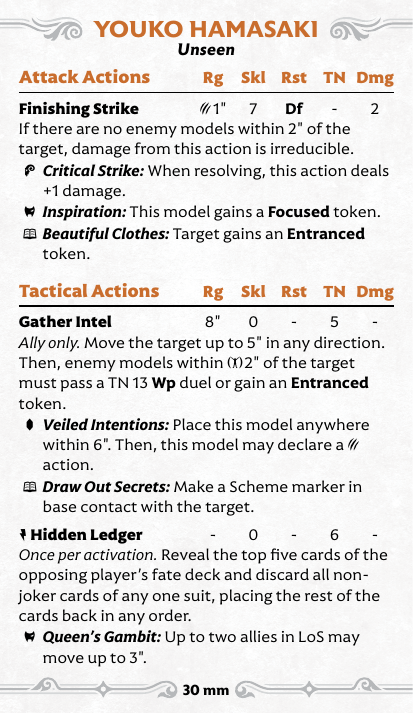 YOUKO HAMASAKI
Unseen
Attack Actions Rg Skl Rst TN Dmg
Finishing Strike 1" 7 Df - 2
If there are no enemy models within 2" of the
target, damage from this action is irreducible.
Critical Strike: When resolving, this action deals
+1 damage.
Inspiration: This model gains a Focused token.
Beautiful Clothes: Target gains an Entranced
token.
Tactical Actions Rg Skl Rst TN Dmg
Gather Intel 8" 0 - 5 -
Ally only. Move the target up to 5" in any direction.
Then, enemy models within 2" of the target
must pass a TN 13 Wp duel or gain an Entranced
token.
Veiled Intentions: Place this model anywhere
within 6". Then, this model may declare a
action.
Draw Out Secrets: Make a Scheme marker in
base contact with the target.
Hidden Ledger - 0 - 6 -
Once per activation. Reveal the top five cards of the
opposing player's fate deck and discard all non-
joker cards of any one suit, placing the rest of the
cards back in any order.
Queen's Gambit: Up to two allies in LoS may
move up to 3".
30 mm